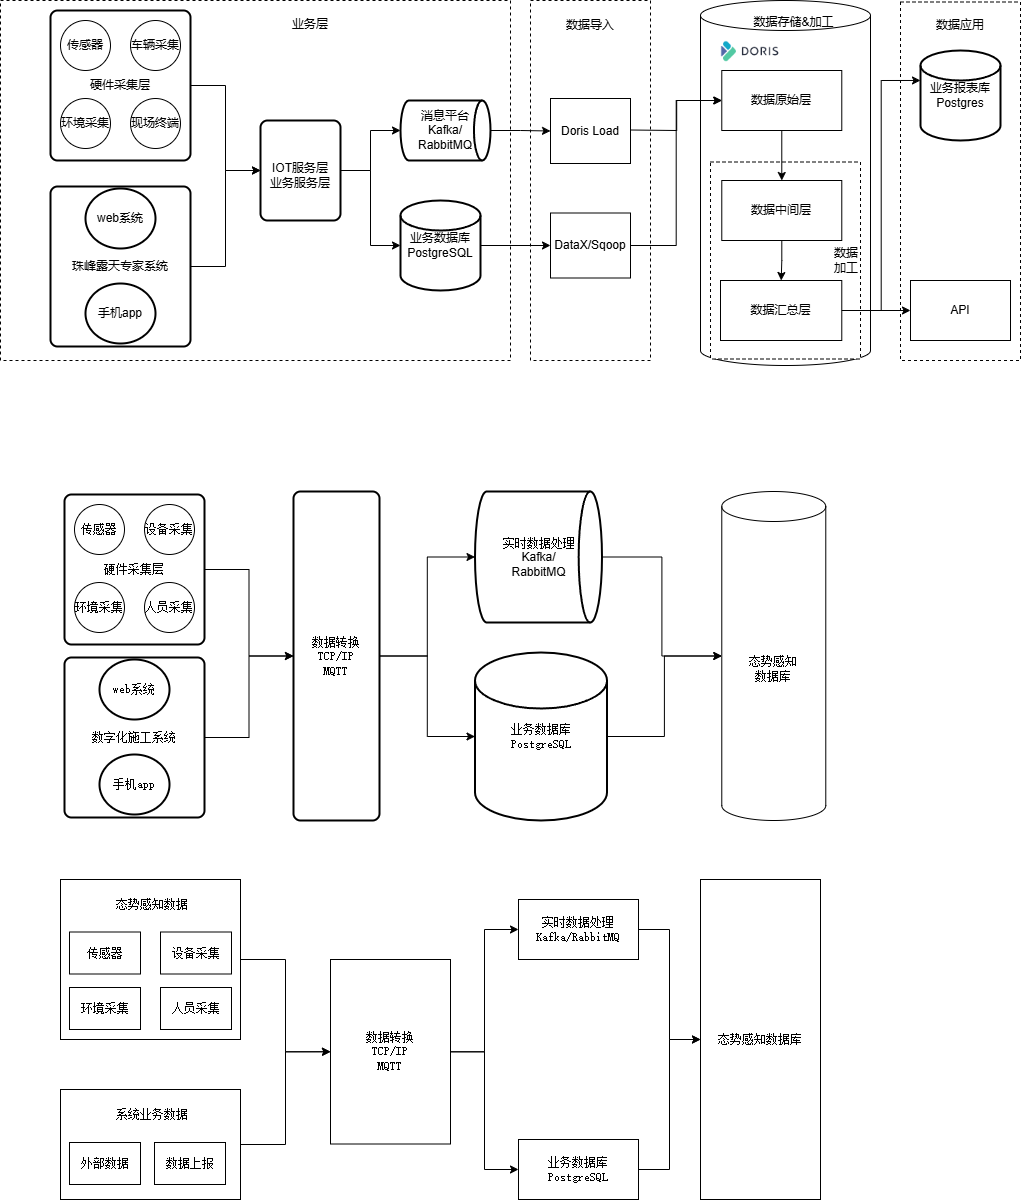 业务层
传感器
车辆采集
硬件采集层
环境采集
现场终端
web系统
珠峰露天专家系统
手机app
IOT服务层
业务服务层
消息平台
Kafka/
RabbitMQ
业务数据库
PostgreSQL
数据导入
Doris Load
DataX/Sqoop
数据存储&加工
DORIS
数据原始层
数据中间层
数据
加工
数据汇总层
数据应用
业务报表库
Postgres
API
传感器
设备采集
硬件采集层
环境采集
人员采集
web系统
数字化施工系统
手机app
数据转换
TCP/IP
MQTT
实时数据处理
Kafka/
RabbitMQ
业务数据库
PostgreSQL
态势感知
数据库
态势感知数据
传感器
设备采集
环境采集
人员采集
系统业务数据
外部数据
数据上报
数据转换
TCP/IP
MQTT
实时数据处理
Kafka/RabbitMQ
业务数据库
PostgreSQL
态势感知数据库